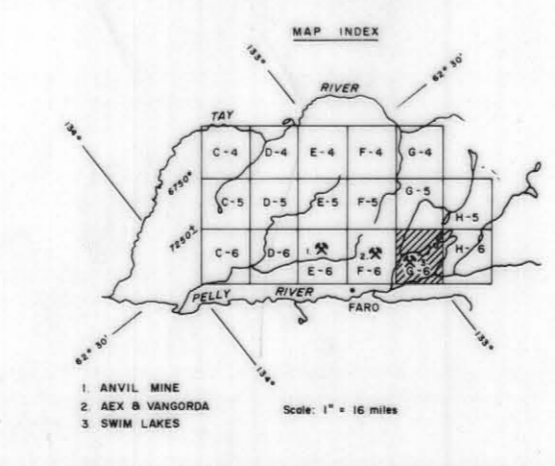 MAP INDEX
133°
62° 30'
RIVER
TAY
134°
C-4 D-4 E-4 F-4 G-4
6750±
C-5 D-5 E-5 F-5 G-5 H-5
7250±
1. 2. 3.
C-6 D-6 E-6 F-6 G-6 H-6
PELLY RIVER
FARO
62° 30'
134°
133°
1. ANVIL MINE
2. AEX & VANGORDA
3 SWIM LAKES
Scale: 1" = 16 miles